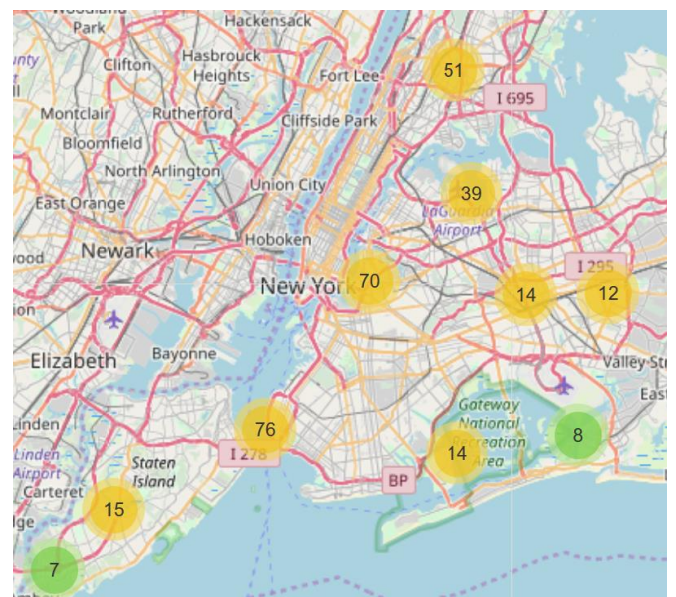 Hackensack
Park
Hasbrouck
Heights
Clifton
51
Fort Lee
I 695
Montclair
Rutherford
Cliffside Park
Bloomfield
North Arlington
Union City
39
LaGuardia
Airport
East Orange
Hoboken
Newark
I 295
New Yor
70
14
12
Bayonne
Elizabeth
Valley Str
East
Gateway
National
Recreation
Area
76
8
14
I 278
Linden
Airport
Staten
Island
BP
Carteret
15
7